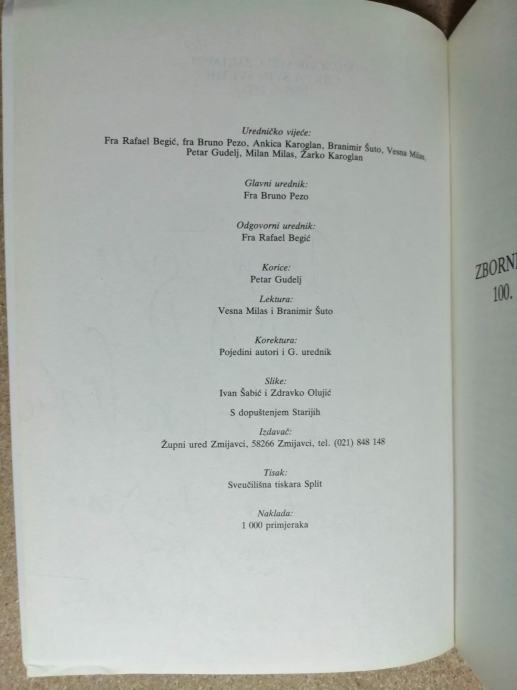 Uredničko vijeće:
Fra Rafael Begić, fra Bruno Pezo, Ankica Karoglan, Branimir Šuto, Vesna Milas,
Petar Gudelj, Milan Milas, Žarko Karoglan
Glavni urednik:
Fra Bruno Pezo
Odgovorni urednik:
Fra Rafael Begić
Korice:
Petar Gudelj
Lektura:
Vesna Milas i Branimir Šuto
Korektura:
Pojedini autori i G. urednik
Slike:
Ivan Šabić i Zdravko Olujić
S dopuštenjem Starijih
Izdavač:
Župni ured Zmijavci, 58266 Zmijavci, tel. (021) 848 148
Tisak:
Sveučilišna tiskara Split
Naklada:
1 000 primjeraka
100.